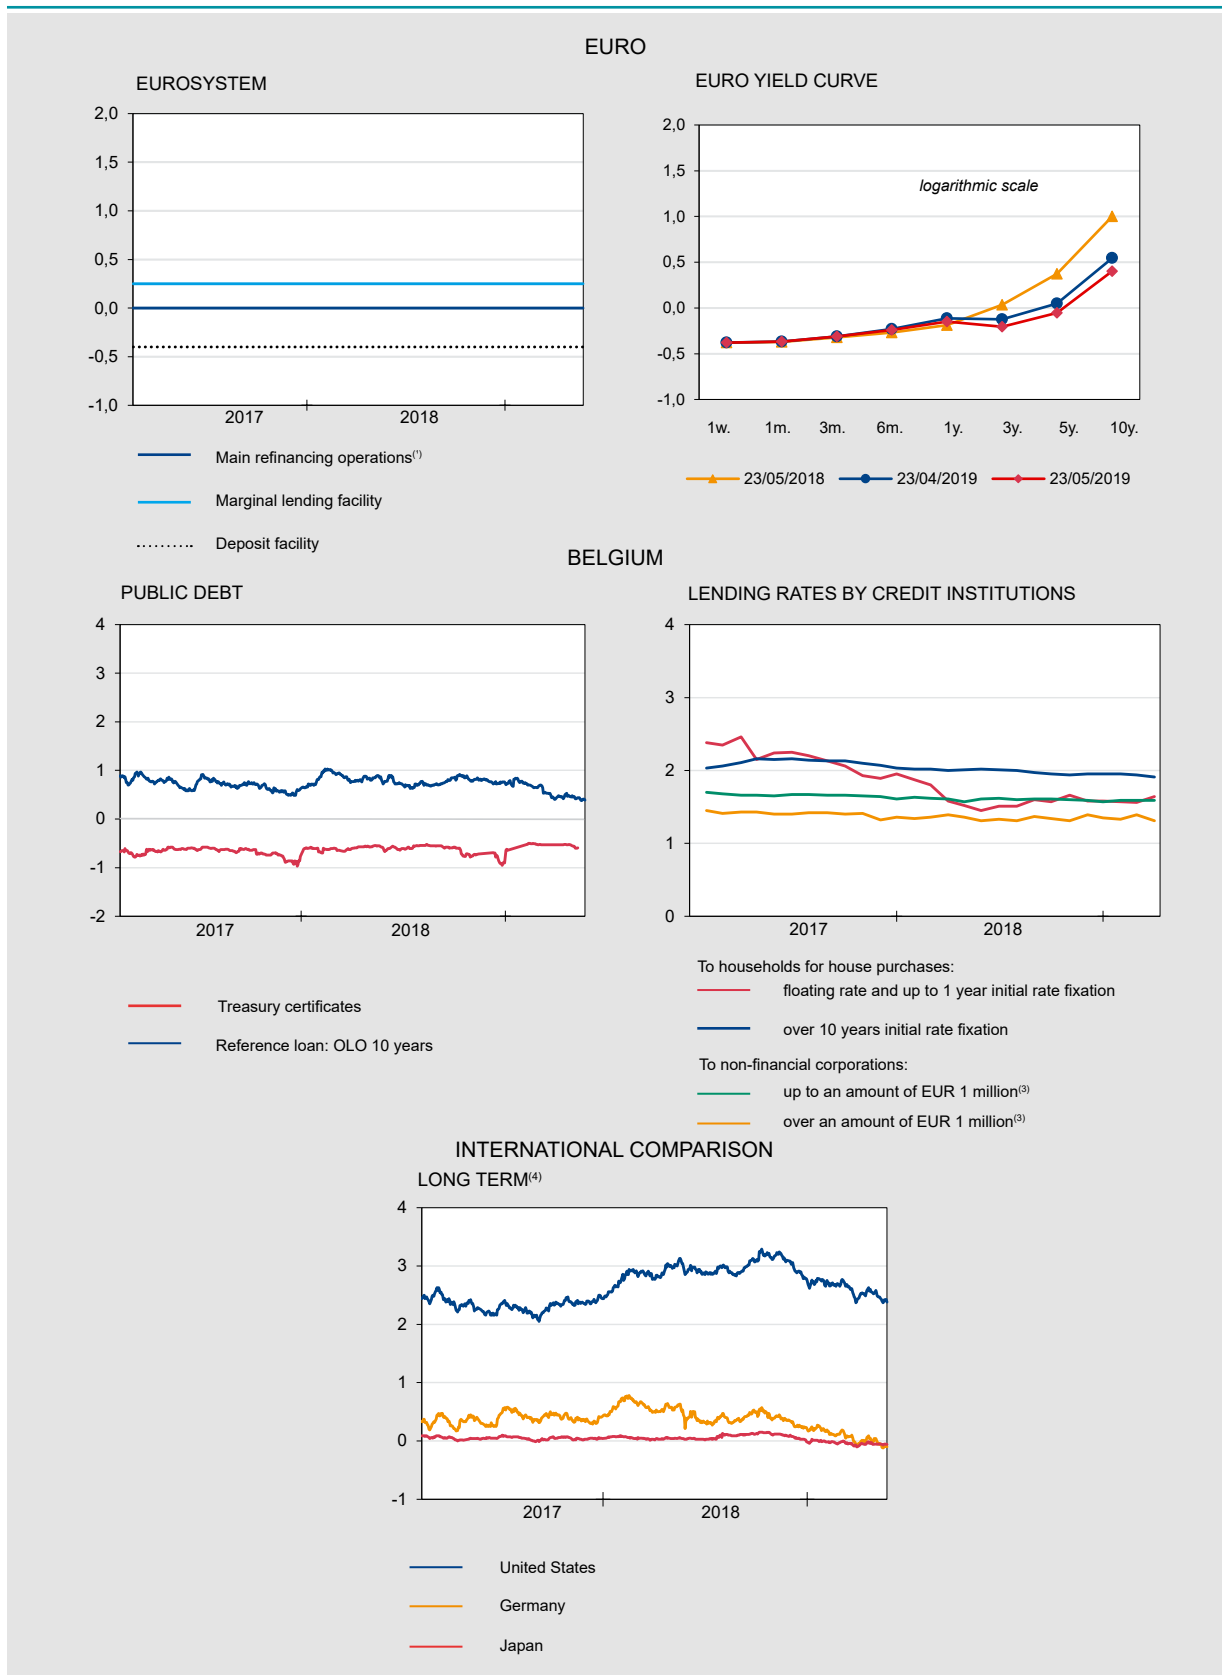 EURO
EUROSYSTEM
2,0
1,5
1,0
0,5
0,0
-0,5
-1,0
2017 2018
Main refinancing operations(¹)
Marginal lending facility
Deposit facility
EURO YIELD CURVE
2,0
1,5
1,0
0,5
0,0
-0,5
-1,0
logarithmic scale
1w. 1m. 3m. 6m. 1y. 3y. 5y. 10y.
23/05/2018 23/04/2019 23/05/2019
BELGIUM
PUBLIC DEBT
4
3
2
1
0
-1
-2
2017 2018
Treasury certificates
Reference loan: OLO 10 years
LENDING RATES BY CREDIT INSTITUTIONS
4
3
2
1
0
2017 2018
To households for house purchases:
floating rate and up to 1 year initial rate fixation
over 10 years initial rate fixation
To non-financial corporations:
up to an amount of EUR 1 million(3)
over an amount of EUR 1 million(3)
INTERNATIONAL COMPARISON
LONG TERM(4)
4
3
2
1
0
-1
2017 2018
United States
Germany
Japan